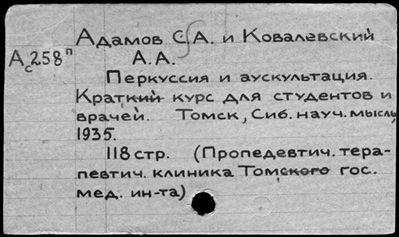 Адамов С.А. и Ковалевский
Ас258п А.А.
Перкуссия и аускультация.
Краткий курс для студентов и
врачей. Томск, Сиб. науч. мысль,
1935.
118 стр. (Пропедевтич. тера-
певтич. клиника Томского гос.
мед. ин-та)